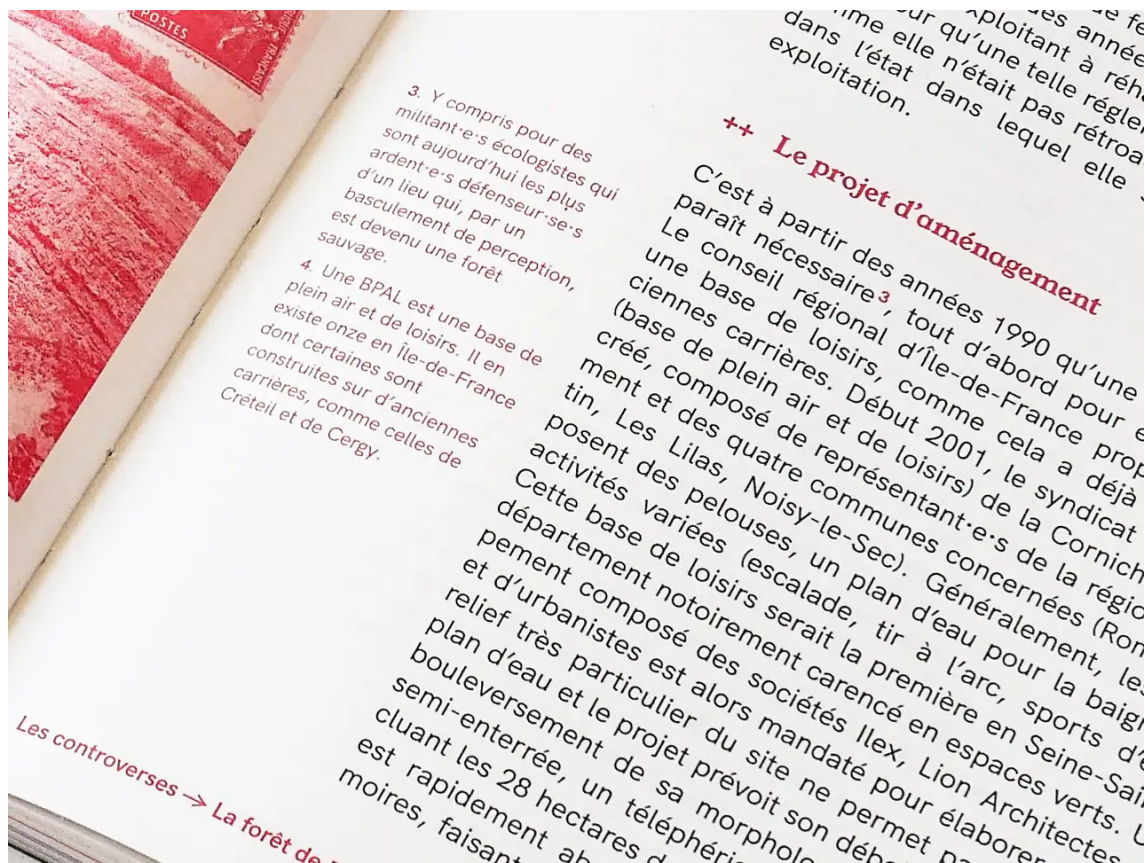 POSTES
FRANÇAISE
3. Y compris pour des
militant·e·s écologistes qui
sont aujourd'hui les plus
ardent·e·s défenseur·se·s
d'un lieu qui, par un
basculement de perception,
est devenu une forêt
sauvage.
4. Une BPAL est une base de
plein air et de loisirs. Il en
existe onze en Île-de-France
dont certaines sont
construites sur d'anciennes
carrières, comme celles de
Créteil et de Cergy.
des année
exploitant à réh
qu'une telle régle
elle n'était pas rétroa
dans l'état dans lequel elle
exploitation.
++ Le projet d'aménagement
C'est à partir des années 1990 qu'une
paraît nécessaire3, tout d'abord pour
Le conseil régional d'Île-de-France prop
une base de loisirs, comme cela a déjà
ciennes carrières. Début 2001, le syndicat
(base de plein air et de loisirs) de la Cornich
créé, composé de représentant·e·s de la régio
ment et des quatre communes concernées (Rom
tin, Les Lilas, Noisy-le-Sec). Généralement, les
posent des pelouses, un plan d'eau pour la baig
activités variées (escalade, tir à l'arc, sports d'e
Cette base de loisirs serait la première en Seine-Sai
département notoirement carencé en espaces verts.
pement composé des sociétés Ilex, Lion Architectes
et d'urbanistes est alors mandaté pour élabore
relief très particulier du site ne permet p
plan d'eau et le projet prévoit son débo
bouleversement de sa morpholo
semi-enterrée, un téléphéri
cluant les 28 hectares d
est rapidement ab
moires, faisant
Les controverses → La forêt de